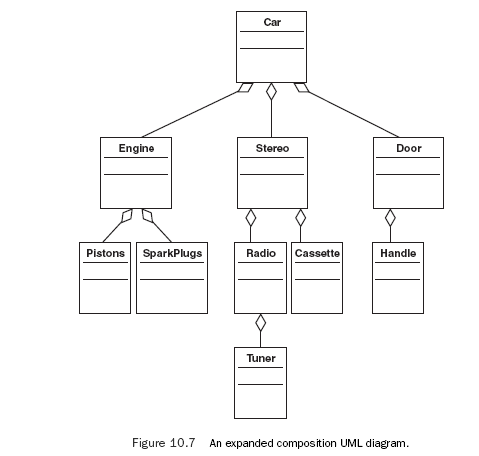 Car
Engine Stereo Door
Pistons SparkPlugs Radio Cassette Handle
Tuner
Figure 10.7 An expanded composition UML diagram.